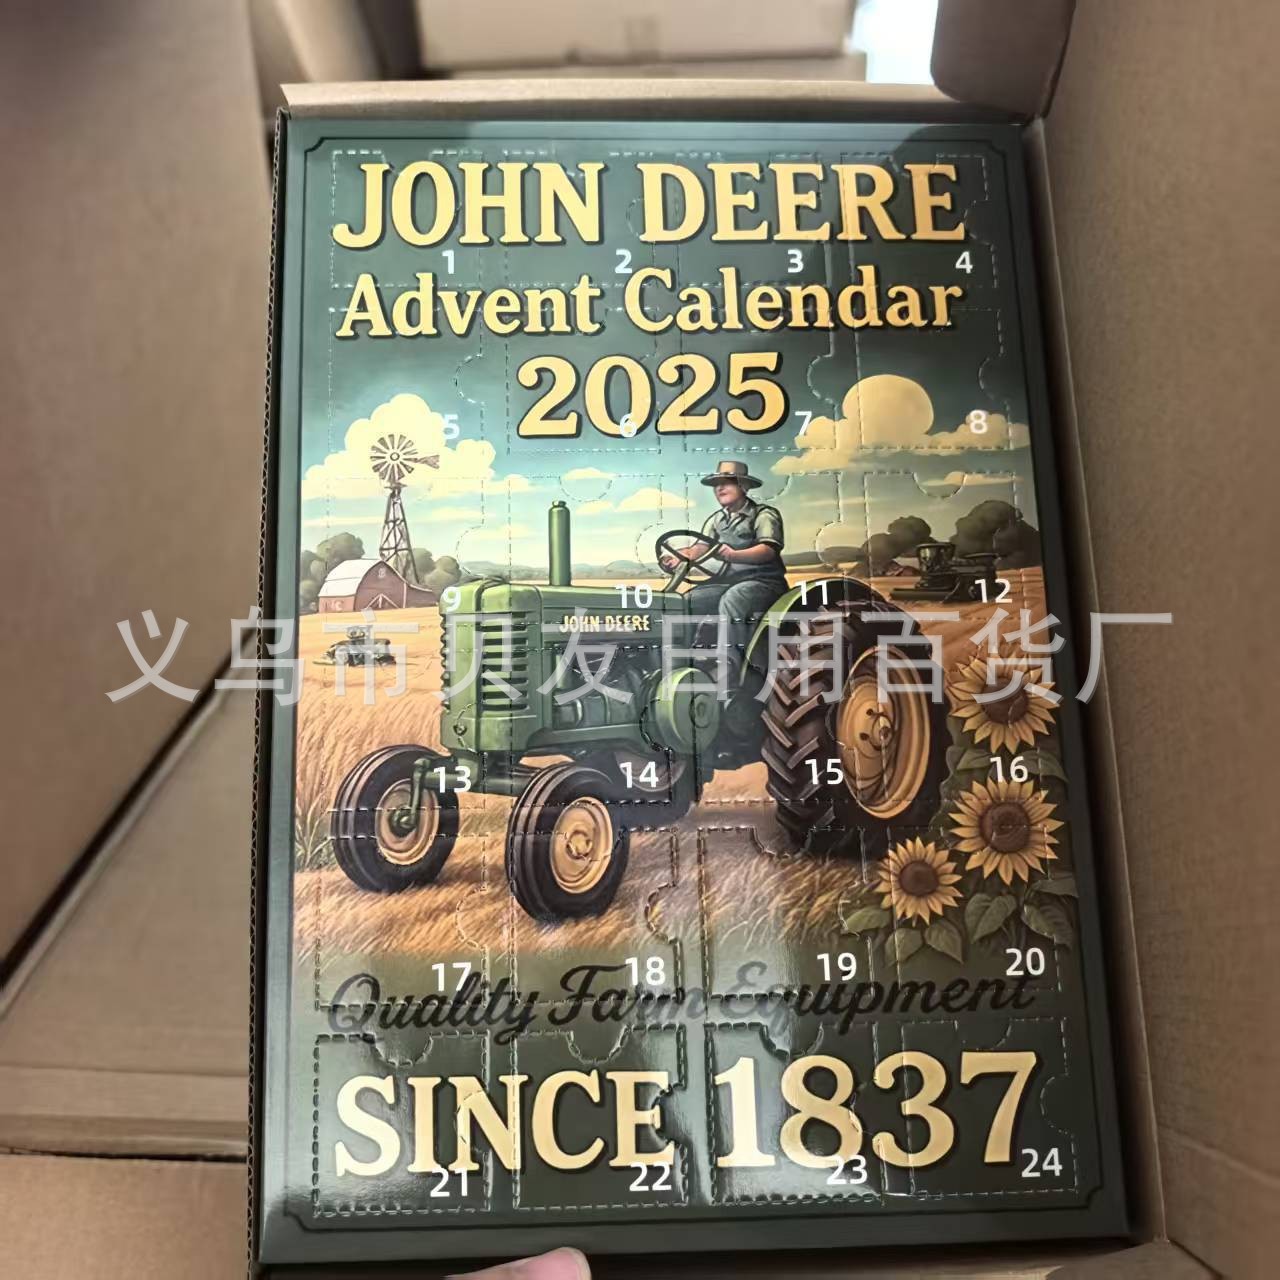 JOHN DEERE
1 2 3 4
Advent Calendar
2025
5 6 7 8
9 10 11 12
JOHN DEERE
义乌市贝友日用百货厂
13 14 15 16
17 18 19 20
Quality Farm Equipment
SINCE 1837
21 22 23 24